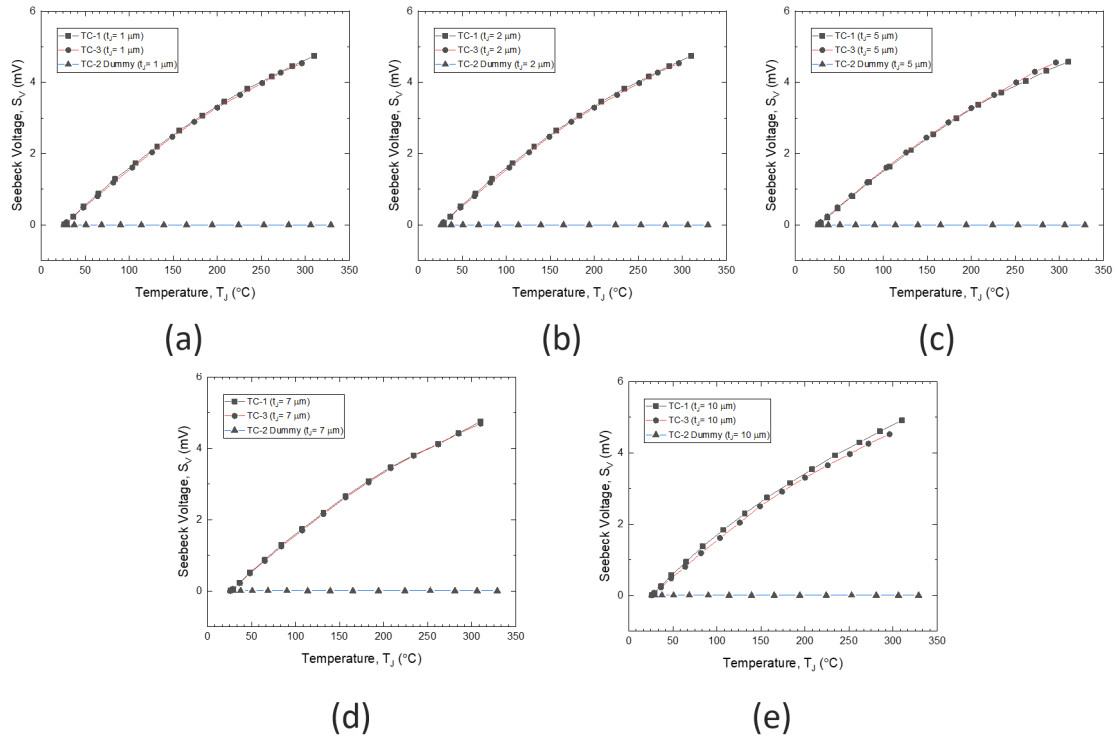 6
4
2
0
Seebeck Voltage, S_V (mV)
TC-1 (t_J= 1 μm)
TC-3 (t_J= 1 μm)
TC-2 Dummy (t_J= 1 μm)
0 50 100 150 200 250 300 350
Temperature, T_J (°C)
(a)
6
4
2
0
Seebeck Voltage, S_V (mV)
TC-1 (t_J= 2 μm)
TC-3 (t_J= 2 μm)
TC-2 Dummy (t_J= 2 μm)
0 50 100 150 200 250 300 350
Temperature, T_J (°C)
(b)
6
4
2
0
Seebeck Voltage, S_V (mV)
TC-1 (t_J= 5 μm)
TC-3 (t_J= 5 μm)
TC-2 Dummy (t_J= 5 μm)
0 50 100 150 200 250 300 350
Temperature, T_J (°C)
(c)
6
4
2
0
Seebeck Voltage, S_V (mV)
TC-1 (t_J= 7 μm)
TC-3 (t_J= 7 μm)
TC-2 Dummy (t_J= 7 μm)
0 50 100 150 200 250 300 350
Temperature, T_J (°C)
(d)
6
4
2
0
Seebeck Voltage, S_V (mV)
TC-1 (t_J= 10 μm)
TC-3 (t_J= 10 μm)
TC-2 Dummy (t_J= 10 μm)
0 50 100 150 200 250 300 350
Temperature, T_J (°C)
(e)